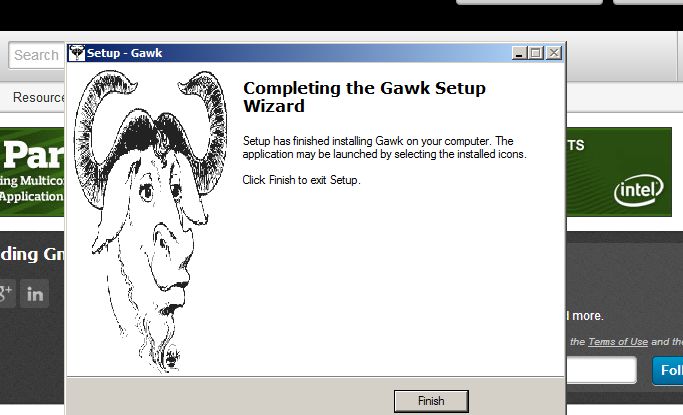 Search
Setup - Gawk
Resource
Completing the Gawk Setup
Wizard
Setup has finished installing Gawk on your computer. The
application may be launched by selecting the installed icons.
Click Finish to exit Setup.
Par
ing Multico
Application
TS
intel
ding Gn
g+
in
l more.
the Terms of Use and the
Foll
Finish